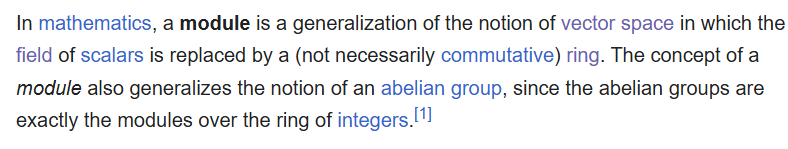 In mathematics, a module is a generalization of the notion of vector space in which the
field of scalars is replaced by a (not necessarily commutative) ring. The concept of a
module also generalizes the notion of an abelian group, since the abelian groups are
exactly the modules over the ring of integers.[1]